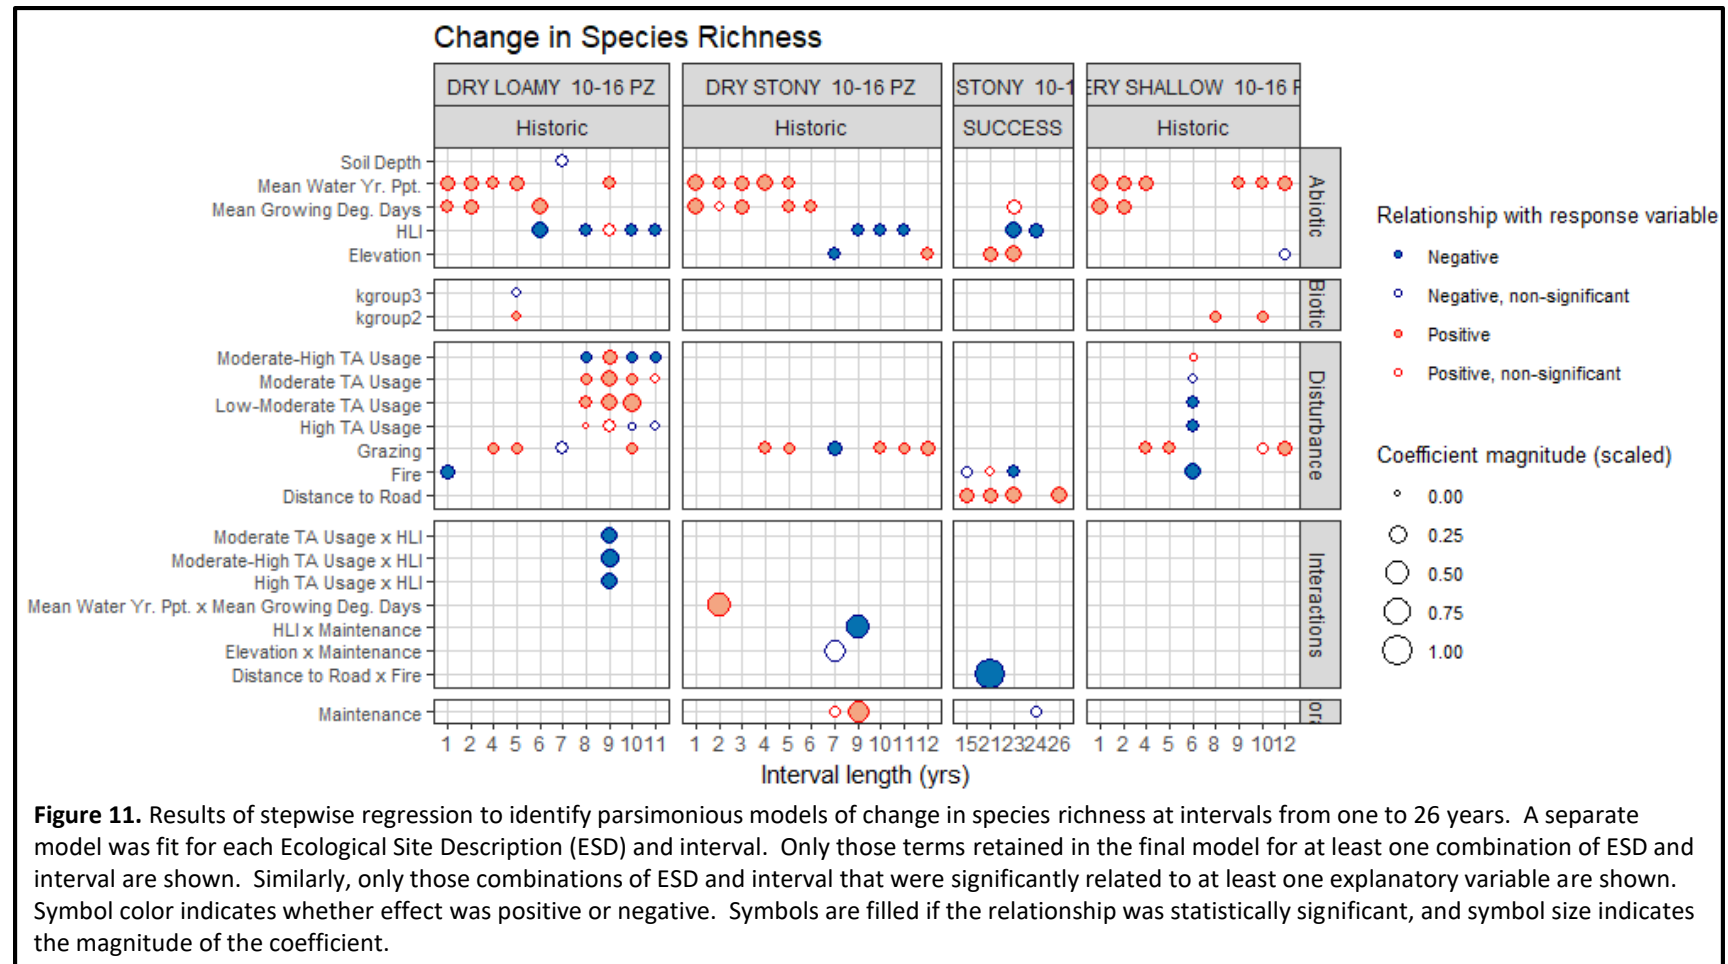 Change in Species Richness
DRY LOAMY 10-16 PZ
DRY STONY 10-16 PZ
STONY 10-1
ERY SHALLOW 10-16 P
Historic
Historic
SUCCESS
Historic
Soil Depth
Mean Water Yr. Ppt.
Mean Growing Deg. Days
HLI
Elevation
Abiotic
kgroup3
kgroup2
Biotic
Moderate-High TA Usage
Moderate TA Usage
Low-Moderate TA Usage
High TA Usage
Grazing
Fire
Distance to Road
Disturbance
Moderate TA Usage x HLI
Moderate-High TA Usage x HLI
High TA Usage x HLI
Mean Water Yr. Ppt. x Mean Growing Deg. Days
HLI x Maintenance
Elevation x Maintenance
Distance to Road x Fire
Interactions
Maintenance
1 2 4 5 6 7 8 9 10 11
1 2 3 4 5 6 7 9 10 11 12
15 21 23 24 26
1 2 4 5 6 8 9 10 12
Interval length (yrs)
Relationship with response variable
Negative
Negative, non-significant
Positive
Positive, non-significant
Coefficient magnitude (scaled)
0.00
0.25
0.50
0.75
1.00
Figure 11. Results of stepwise regression to identify parsimonious models of change in species richness at intervals from one to 26 years. A separate
model was fit for each Ecological Site Description (ESD) and interval. Only those terms retained in the final model for at least one combination of ESD and
interval are shown. Similarly, only those combinations of ESD and interval that were significantly related to at least one explanatory variable are shown.
Symbol color indicates whether effect was positive or negative. Symbols are filled if the relationship was statistically significant, and symbol size indicates
the magnitude of the coefficient.